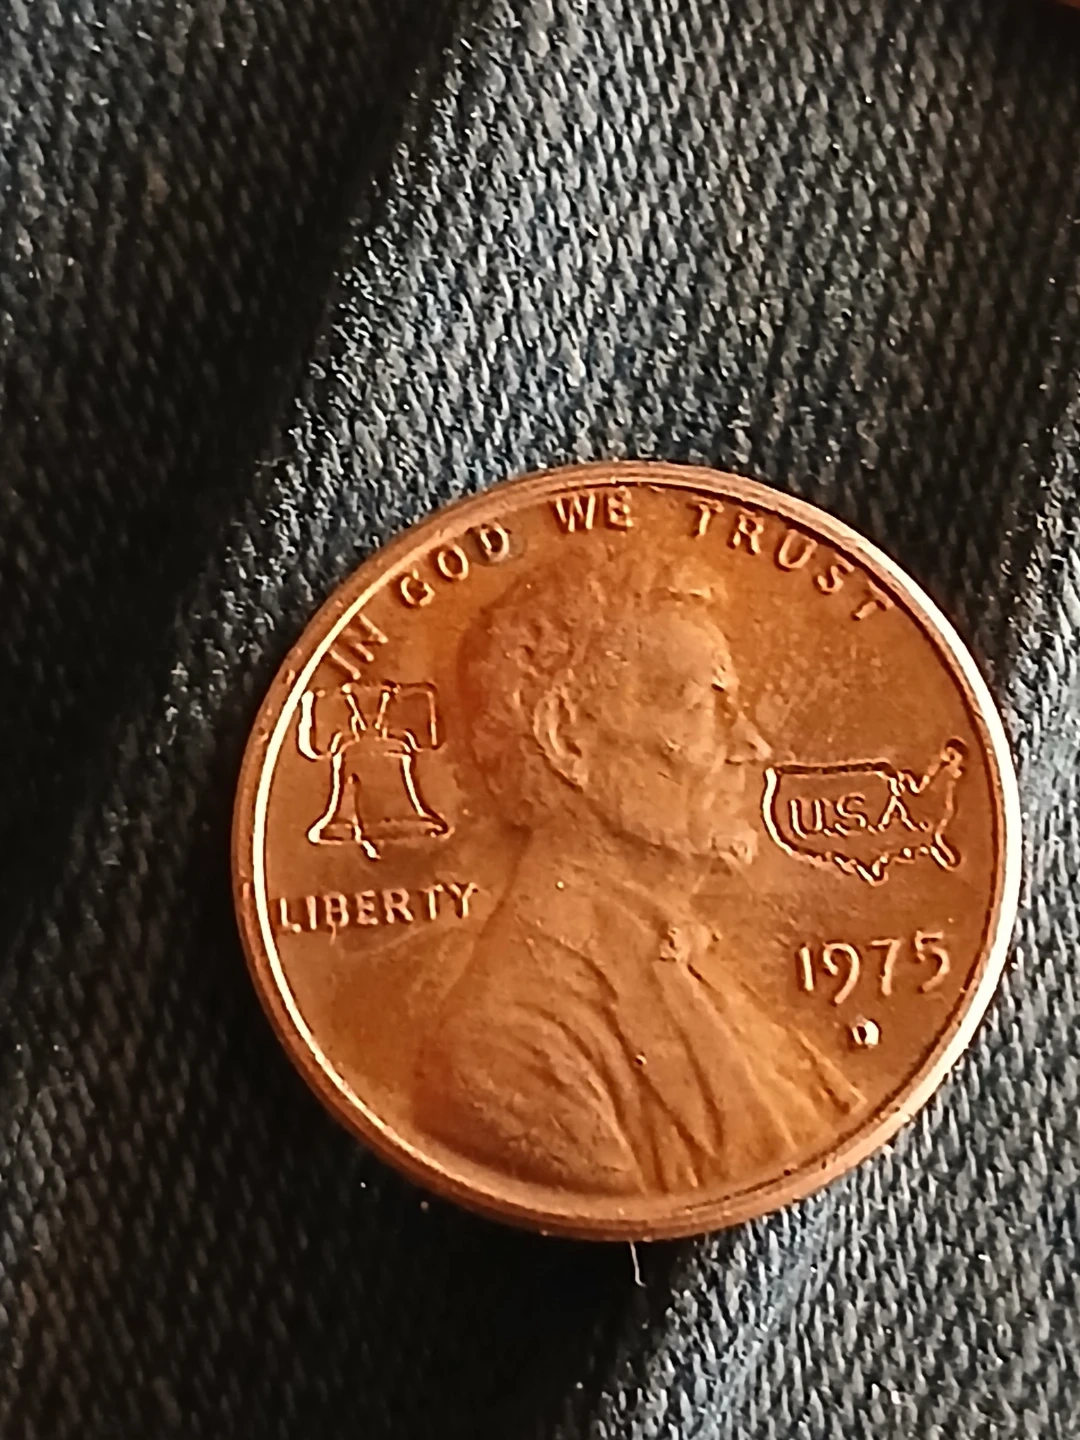 IN GOD WE TRUST
U.S.A.
LIBERTY
1975
D